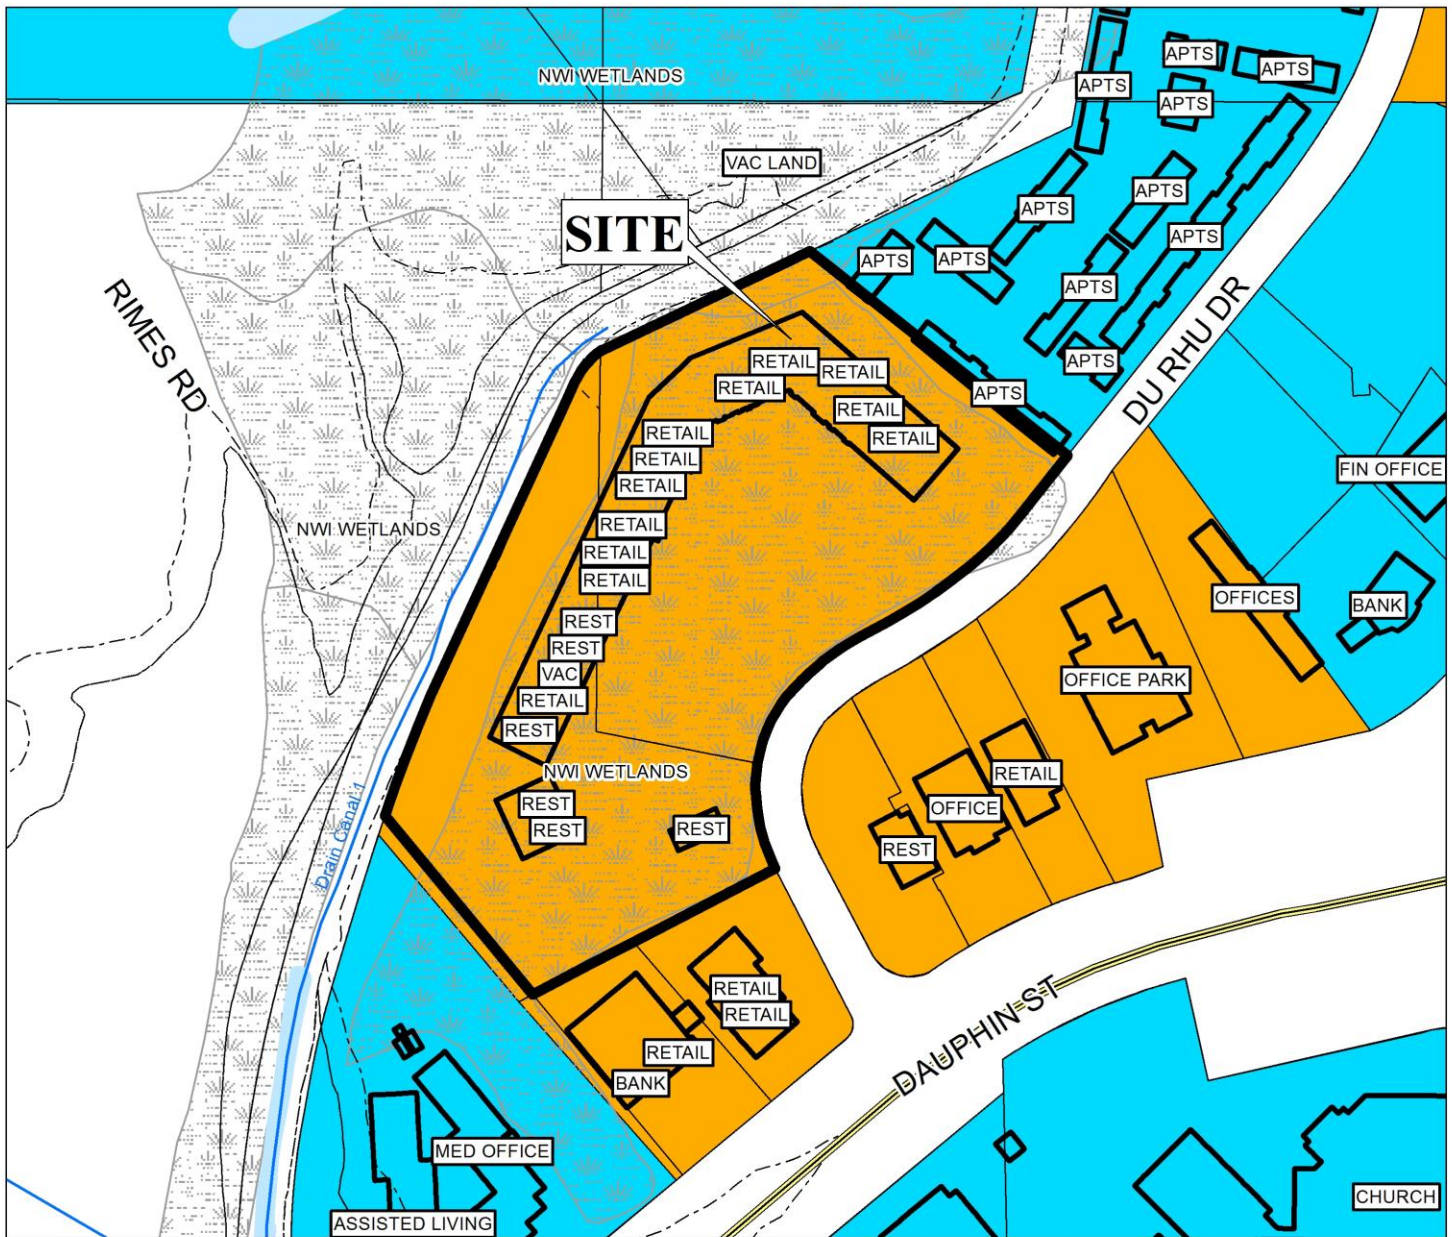 NWI WETLANDS
APTS
APTS
APTS
APTS
VAC LAND
APTS
APTS
APTS
SITE
APTS
APTS
APTS
RIMES RD
DU RHU DR
RETAIL
RETAIL
RETAIL
APTS
APTS
RETAIL
RETAIL
RETAIL
RETAIL
RETAIL
FIN OFFICE
RETAIL
NWI WETLANDS
RETAIL
RETAIL
OFFICES
BANK
REST
REST
VAC
OFFICE PARK
RETAIL
REST
NWI WETLANDS
RETAIL
REST
REST
REST
OFFICE
REST
Drain Canal 1
RETAIL
RETAIL
RETAIL
BANK
DAUPHIN ST
MED OFFICE
CHURCH
ASSISTED LIVING